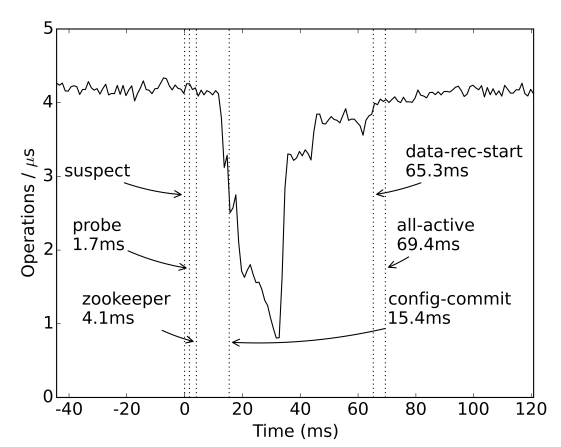 5
4
3
2
1
0
Operations / μs
suspect
probe
1.7ms
zookeeper
4.1ms
data-rec-start
65.3ms
all-active
69.4ms
config-commit
15.4ms
-40 -20 0 20 40 60 80 100 120
Time (ms)